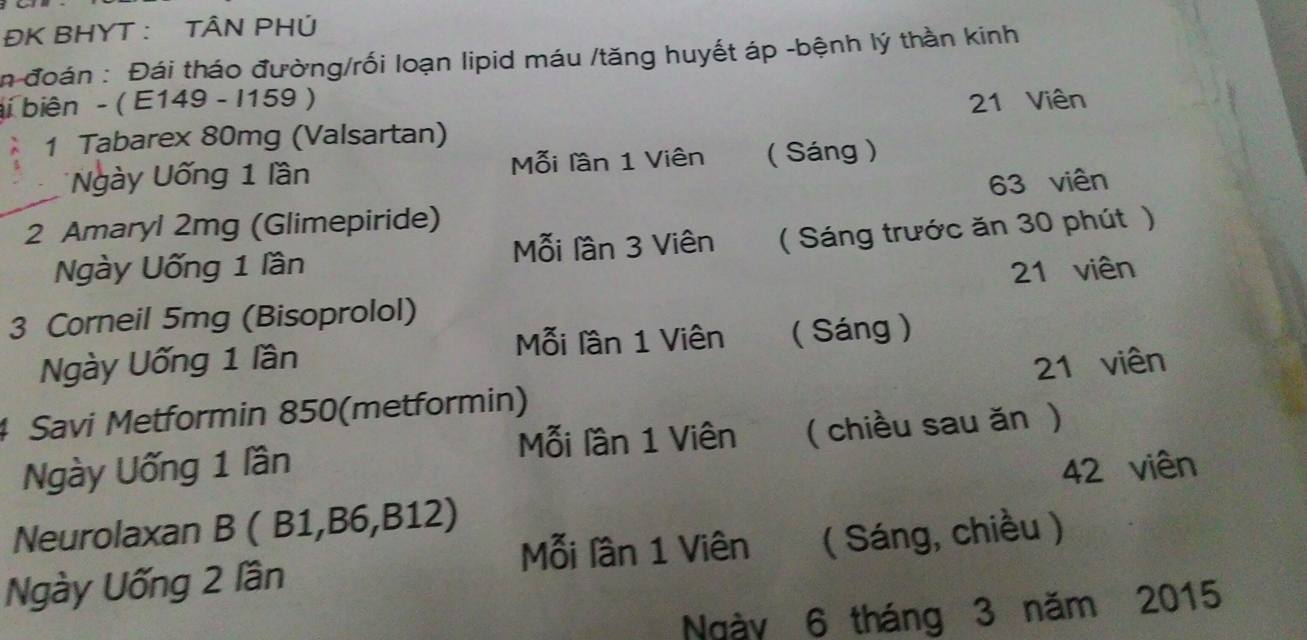 ĐK BHYT : TÂN PHÚ
đoán : Đái tháo đường/rối loạn lipid máu /tăng huyết áp -bệnh lý thần kinh
biên - ( E149 - I159 )
1 Tabarex 80mg (Valsartan) 21 Viên
Ngày Uống 1 lần Mỗi lần 1 Viên ( Sáng )
2 Amaryl 2mg (Glimepiride) 63 viên
Ngày Uống 1 lần Mỗi lần 3 Viên ( Sáng trước ăn 30 phút )
3 Corneil 5mg (Bisoprolol) 21 viên
Ngày Uống 1 lần Mỗi lần 1 Viên ( Sáng )
4 Savi Metformin 850(metformin) 21 viên
Ngày Uống 1 lần Mỗi lần 1 Viên ( chiều sau ăn )
Neurolaxan B ( B1,B6,B12) 42 viên
Ngày Uống 2 lần Mỗi lần 1 Viên ( Sáng, chiều )
Ngày 6 tháng 3 năm 2015